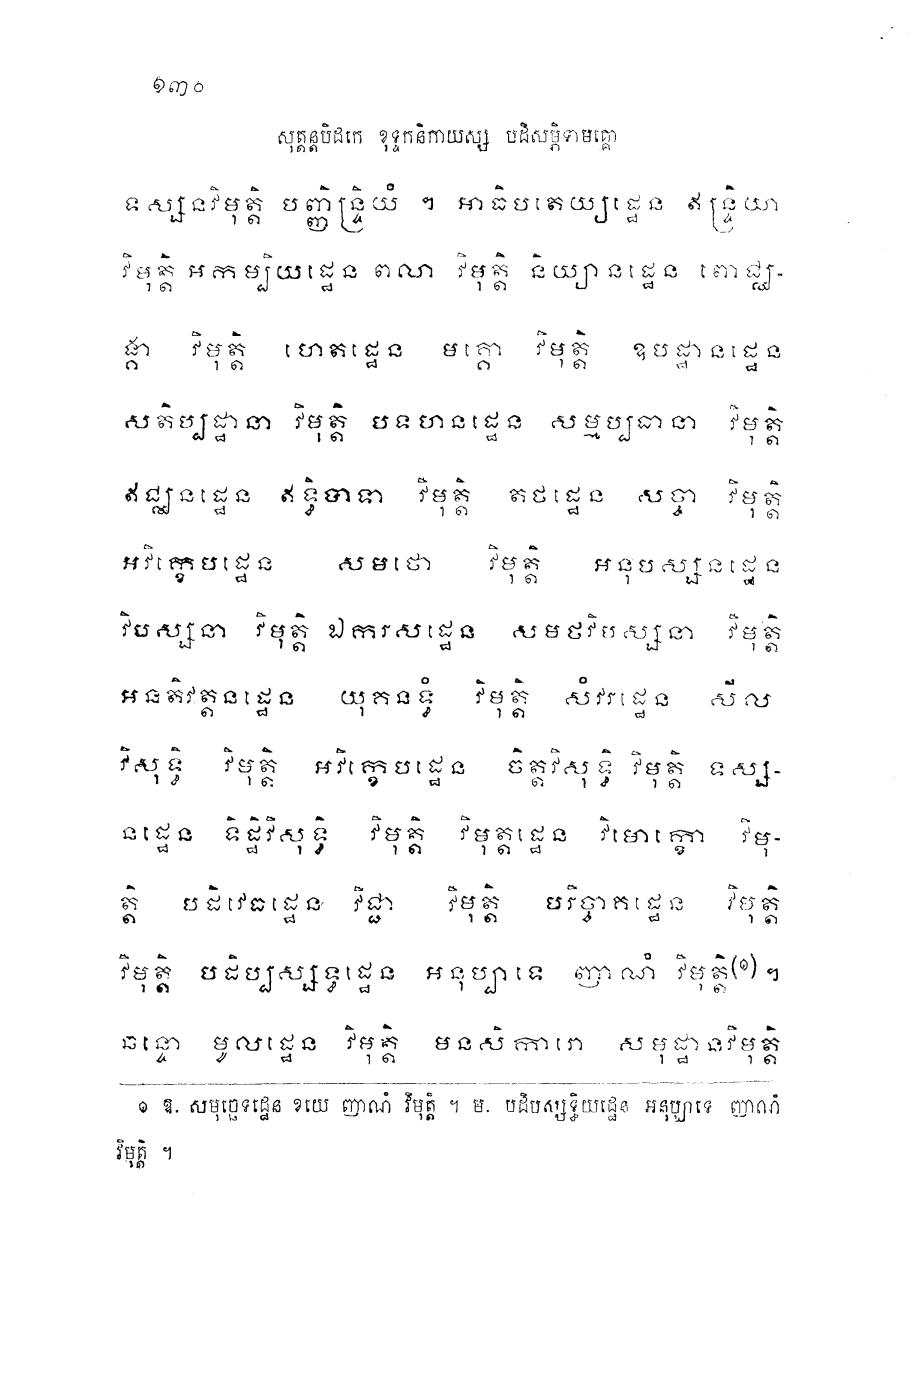 ១៣០
សុត្តន្តបិដកេ ខុទ្ទកនិកាយស្ស បដិសម្ភិទាមគ្គោ
ទស្សនវិមុត្តិ បញ្ញិន្ទ្រិយំ ។ អាធិបតេយ្យដ្ឋេន ឥន្ទ្រិយា
វិមុត្តិ អកម្បិយដ្ឋេន ពលា វិមុត្តិ និយ្យានដ្ឋេន ពោជ្ឈ-
ង្គា វិមុត្តិ ហេតដ្ឋេន មគ្គោ វិមុត្តិ ឧបដ្ឋានដ្ឋេន
សតិប្បដ្ឋានា វិមុត្តិ បទហនដ្ឋេន សម្មប្បធានា វិមុត្តិ
ឥជ្ឈនដ្ឋេន ឥទ្ធិបាទា វិមុត្តិ តថដ្ឋេន សច្ចា វិមុត្តិ
អវិក្ខេបដ្ឋេន សមថោ វិមុត្តិ អនុបស្សនដ្ឋេន
វិបស្សនា វិមុត្តិ ឯករសដ្ឋេន សមថវិបស្សនា វិមុត្តិ
អនតិវត្តនដ្ឋេន យុគនទ្ធំ វិមុត្តិ សំវរដ្ឋេន សីល
វិសុទ្ធិ វិមុត្តិ អវិក្ខេបដ្ឋេន ចិត្តវិសុទ្ធិ វិមុត្តិ ទស្ស-
នដ្ឋេន ទិដ្ឋិវិសុទ្ធិ វិមុត្តិ វិមុត្តដ្ឋេន វិមោក្ខោ វិមុ-
ត្តិ បដិវេធដ្ឋេន វិជ្ជា វិមុត្តិ បរិច្ចាគដ្ឋេន វិមុត្តិ
វិមុត្តិ បដិប្បស្សទ្ធដ្ឋេន អនុប្បាទេ ញាណំ វិមុត្តិ(១)។
ឆន្ទោ មូលដ្ឋេន វិមុត្តិ មនសិការោ សមុដ្ឋានវិមុត្តិ
១ ឱ. សមុច្ឆេទដ្ឋេន ខយេ ញាណំ វិមុត្តិំ ។ ម. បដិបស្សទ្ធិយដ្ឋេន អនុប្បាទេ ញាណំ
វិមុត្តិ ។